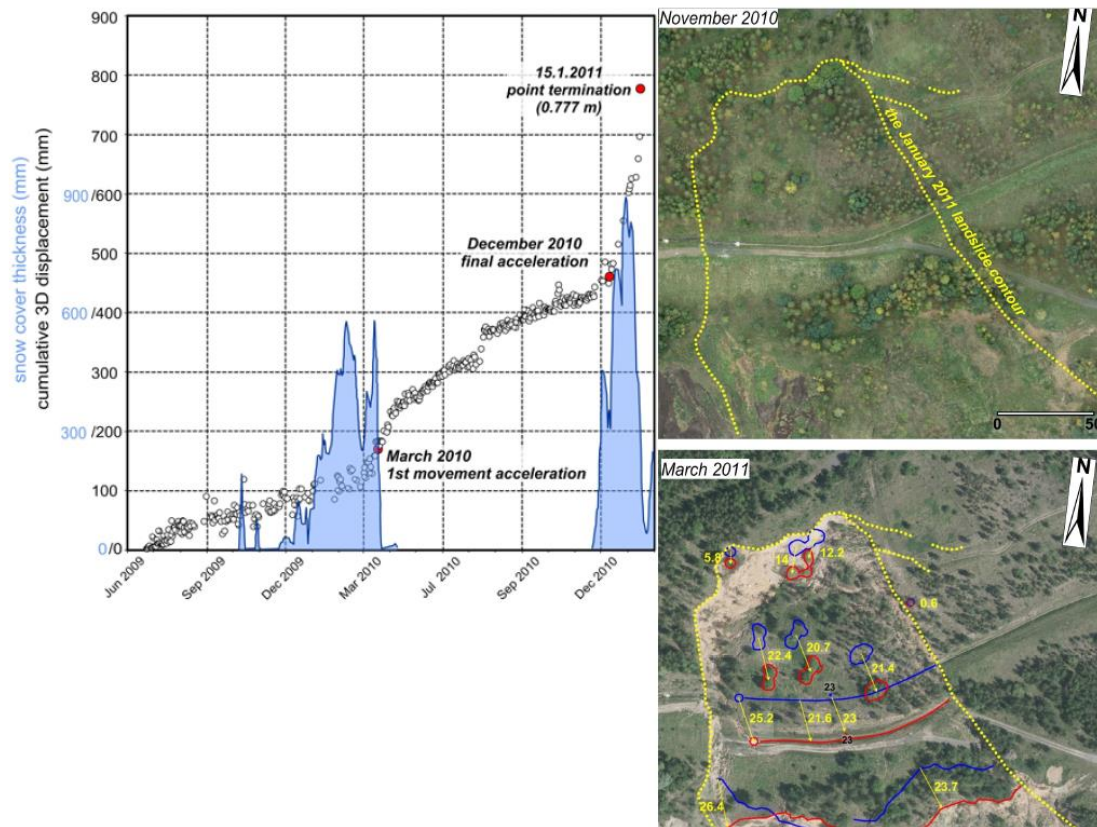 900
800
700
900 /600
500
600 /400
300
300 /200
100
0/0
snow cover thickness (mm)
cumulative 3D displacement (mm)
15.1.2011
point termination
(0.777 m)
December 2010
final acceleration
March 2010
1st movement acceleration
Jun 2009
Sep 2009
Dec 2009
Mar 2010
Jul 2010
Sep 2010
Dec 2010
November 2010
N
the January 2011 landslide contour
0
50
March 2011
N
5.8
14
12.2
0.6
22.4
20.7
21.4
23
25.2
21.6
23
23
23.7
26.4